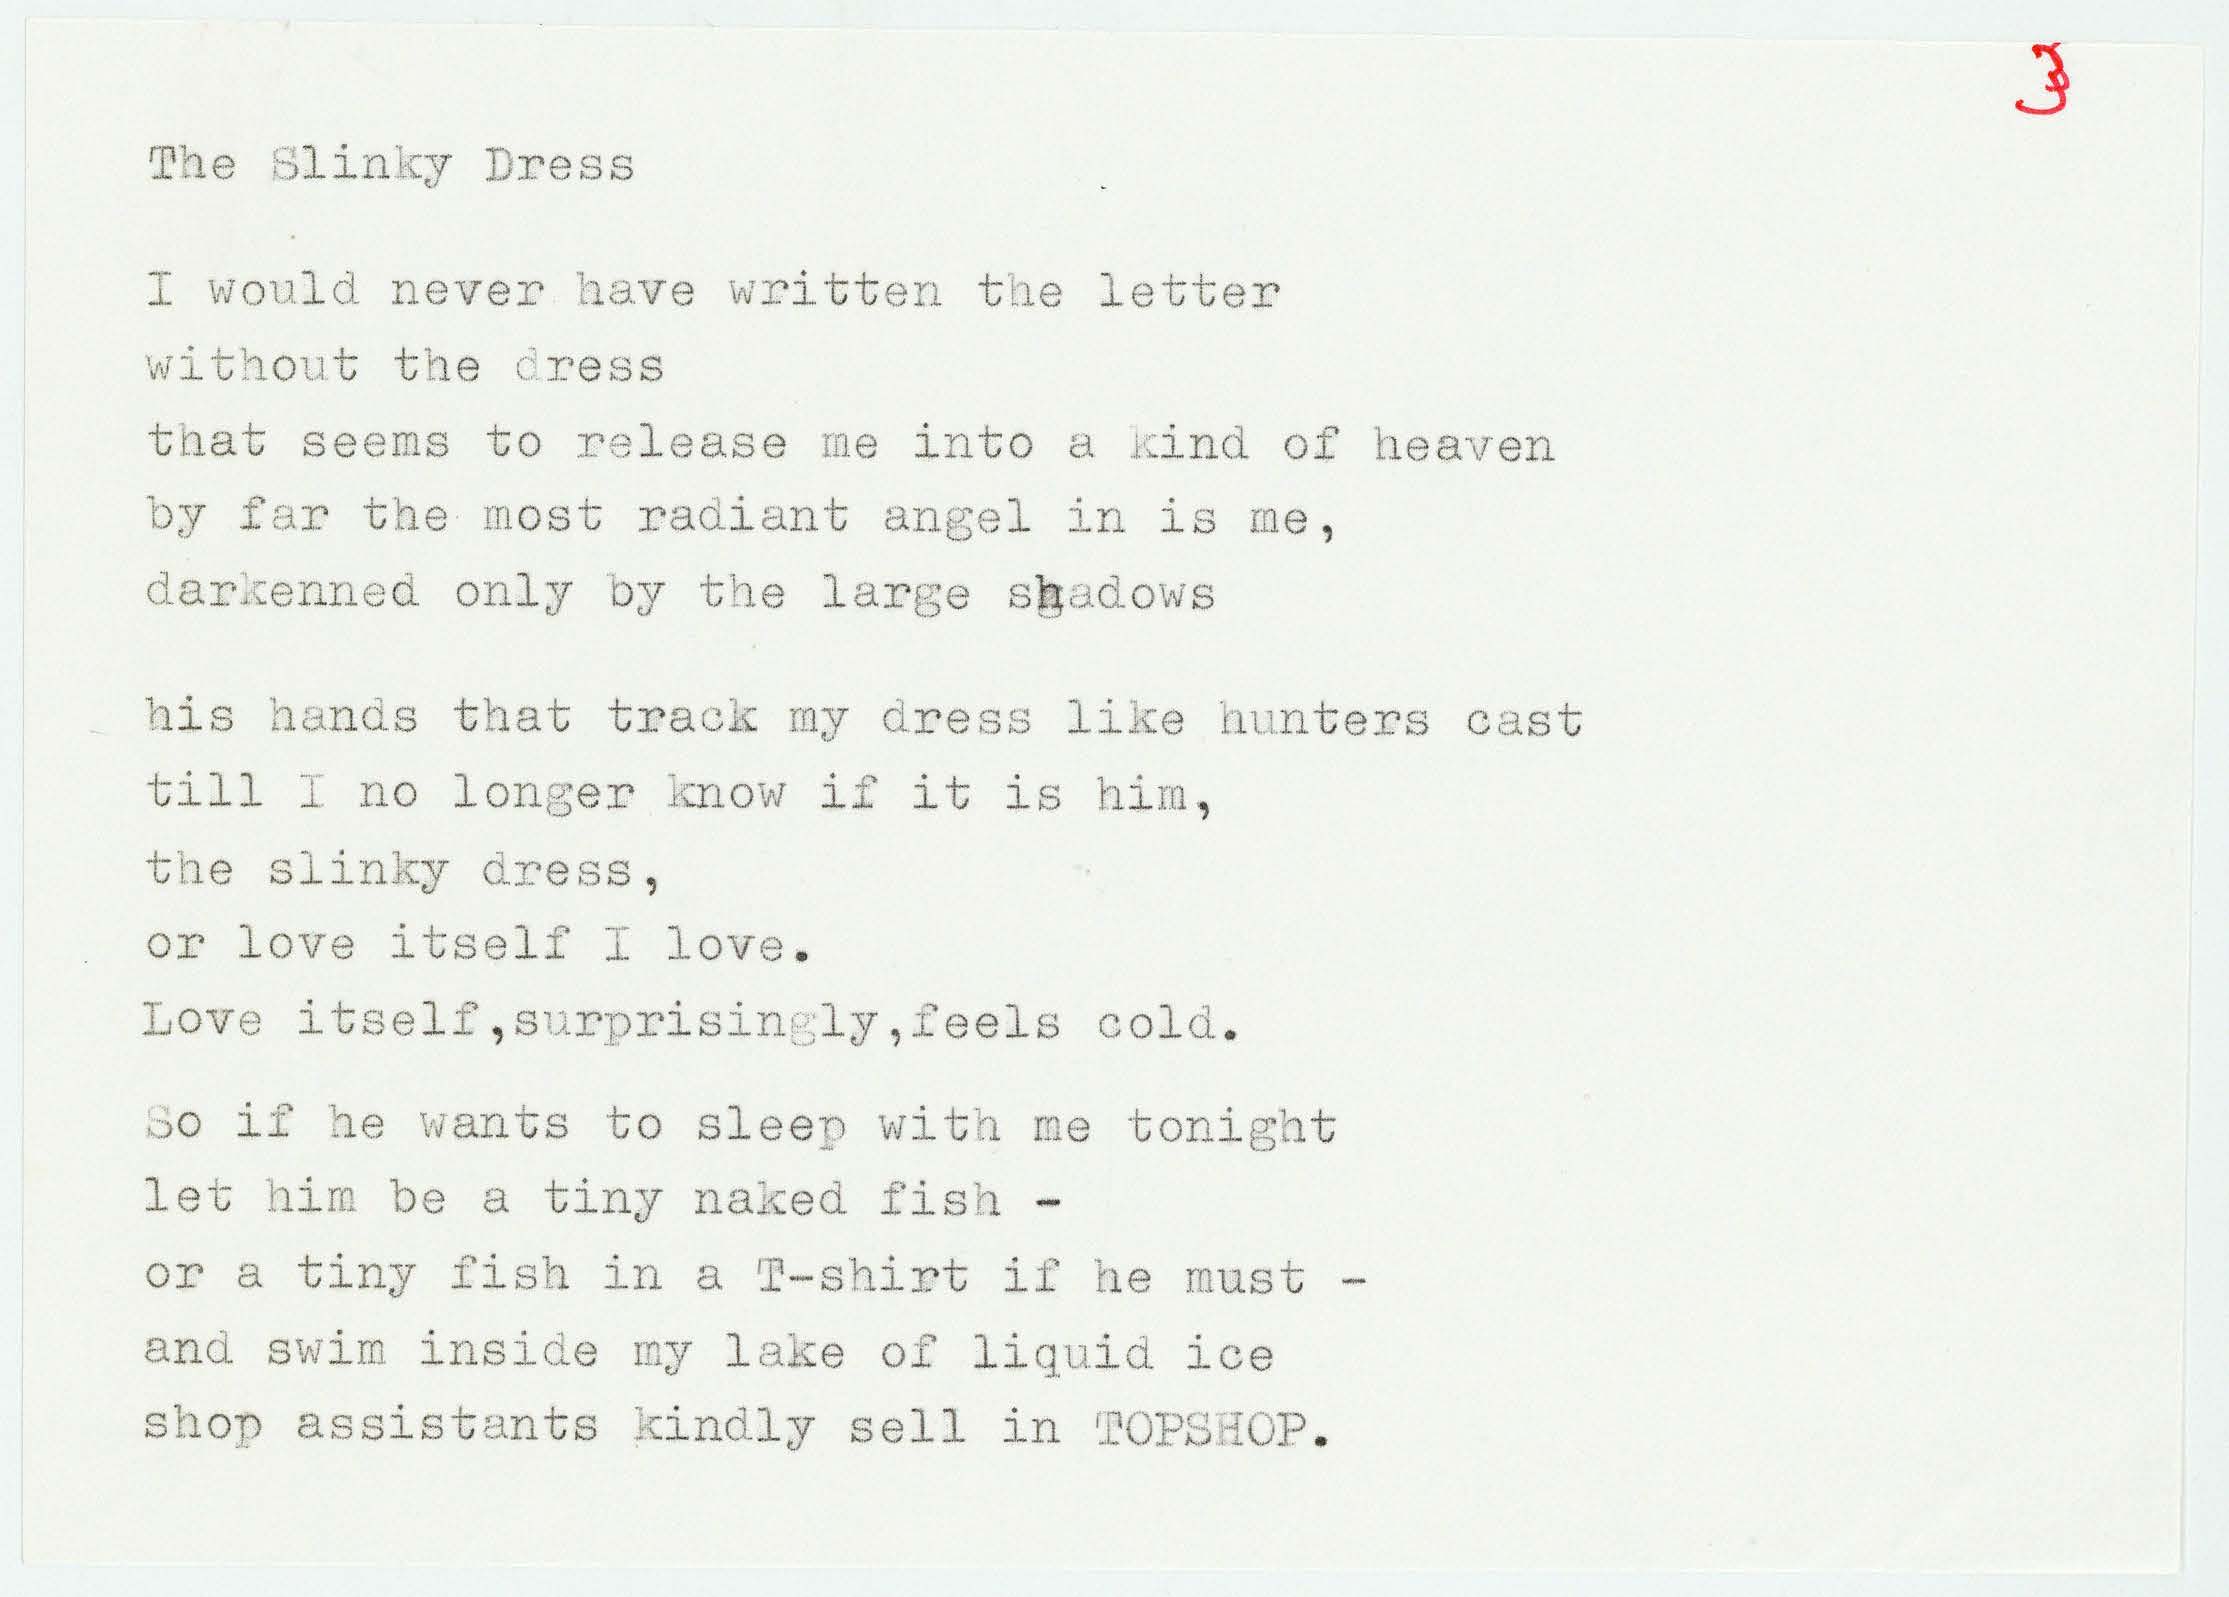 3
The Slinky Dress
I would never have written the letter
without the dress
that seems to release me into a kind of heaven
by far the most radiant angel in is me,
darkenned only by the large shadows
his hands that track my dress like hunters cast
till I no longer know if it is him,
the slinky dress,
or love itself I love.
Love itself,surprisingly,feels cold.
So if he wants to sleep with me tonight
let him be a tiny naked fish -
or a tiny fish in a T-shirt if he must -
and swim inside my lake of liquid ice
shop assistants kindly sell in TOPSHOP.